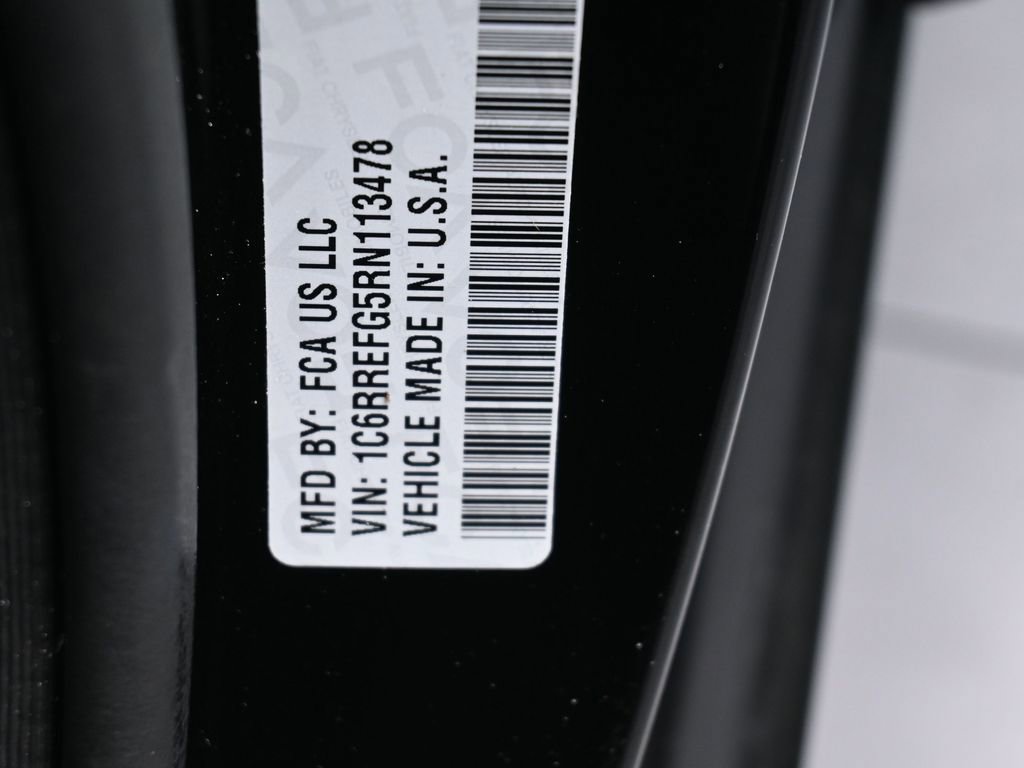 MFD BY: FCA US LLC
VIN: 1C6RREFG5RN113478
VEHICLE MADE IN: U.S.A.